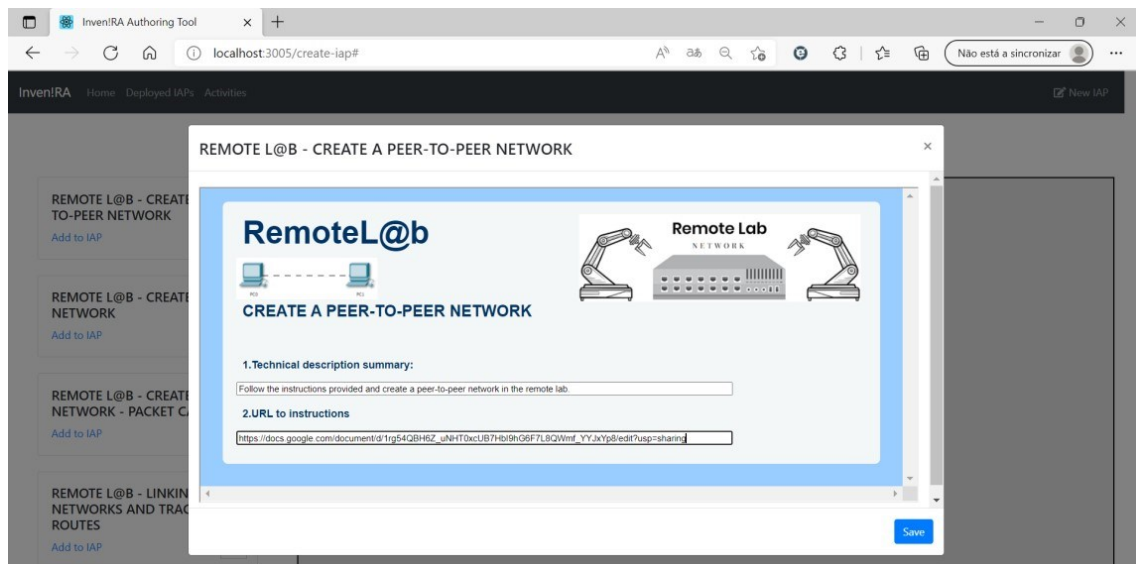 Inven!RA Authoring Tool
localhost:3005/create-iap#
Não está a sincronizar
Inven!RA Home Deployed IAPs Activities
New IAP
REMOTE L@B - CREATE A PEER-TO-PEER NETWORK
REMOTE L@B - CREATE
TO-PEER NETWORK
Add to IAP
REMOTE L@B - CREATE
NETWORK
Add to IAP
REMOTE L@B - CREATE
NETWORK - PACKET CA
Add to IAP
REMOTE L@B - LINKIN
NETWORKS AND TRAC
ROUTES
Add to IAP
RemoteL@b
Remote Lab
NETWORK
PC0
PC1
CREATE A PEER-TO-PEER NETWORK
1.Technical description summary:
Follow the instructions provided and create a peer-to-peer network in the remote lab.
2.URL to instructions
https://docs.google.com/document/d/1rg54QBH6Z_uNHT0xcUB7HbI9hG6F7L8QWmf_YYJxYp8/edit?usp=sharing
Save